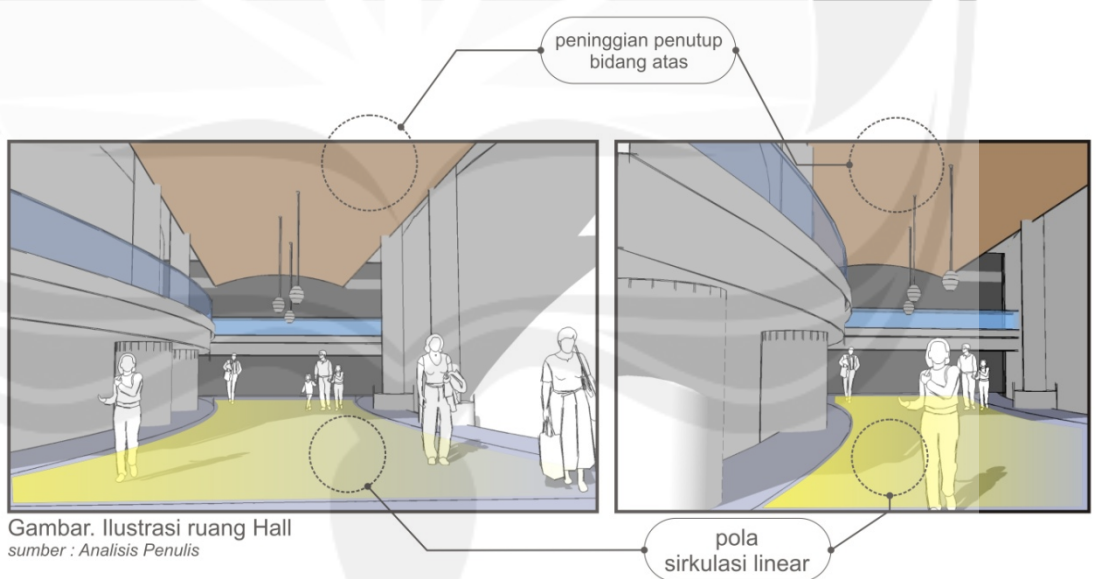 peninggian penutup
bidang atas
Gambar. Ilustrasi ruang Hall
sumber : Analisis Penulis
pola
sirkulasi linear